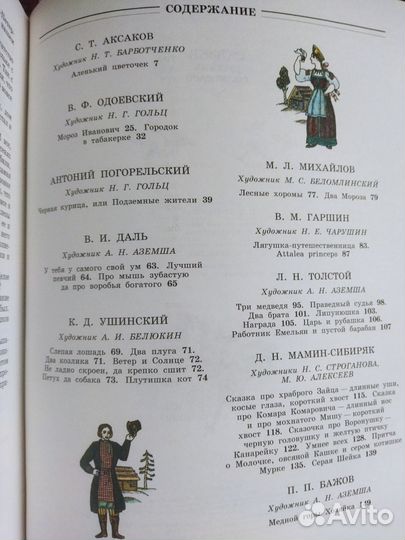 СОДЕРЖАНИЕ
С. Т. АКСАКОВ
Художник Н. Т. БАРБОТЧЕНКО
Аленький цветочек 7
В. Ф. ОДОЕВСКИЙ
Художник Н. Г. ГОЛЬЦ
Мороз Иванович 25. Городок
в табакерке 32
АНТОНИЙ ПОГОРЕЛЬСКИЙ
Художник Н. Г. ГОЛЬЦ
Черная курица, или Подземные жители 39
В. И. ДАЛЬ
Художник А. Н. АЗЕМША
У тебя у самого свой ум 63. Лучший
певчий 64. Про мышь зубастую
да про воробья богатого 65
К. Д. УШИНСКИЙ
Художник А. И. БЕЛЮКИН
Слепая лошадь 69. Два плуга 71.
Два козлика 71. Ветер и Солнце 72.
Не ладно скроен, да крепко сшит 72.
Петух да собака 73. Плутишка кот 74
М. Л. МИХАЙЛОВ
Художник М. С. БЕЛОМЛИНСКИЙ
Лесные хоромы 77. Два Мороза 79
В. М. ГАРШИН
Художник Н. Е. ЧАРУШИН
Лягушка-путешественница 83.
Attalea princeps 87
Л. Н. ТОЛСТОЙ
Художник А. Н. АЗЕМША
Три медведя 95. Праведный судья 98.
Два брата 101. Липунюшка 103.
Награда 105. Царь и рубашка 106.
Работник Емельян и пустой барабан 107
Д. Н. МАМИН-СИБИРЯК
Художники Н. С. СТРОГАНОВА,
М. Ю. АЛЕКСЕЕВ
Сказка про храброго Зайца — длинные уши,
косые глаза, короткий хвост 115. Сказка
про Комара Комаровича — длинный нос
и про мохнатого Мишу — короткий
хвост 118. Сказочка про Воронушку —
черную головушку и желтую птичку
Канарейку 122. Умнее всех 128. Притча
о Молочке, овсяной Кашке и сером котишке
Мурке 135. Серая Шейка 139
П. П. БАЖОВ
Художник А. Н. АЗЕМША
Медной горы Хозяйка
Avito